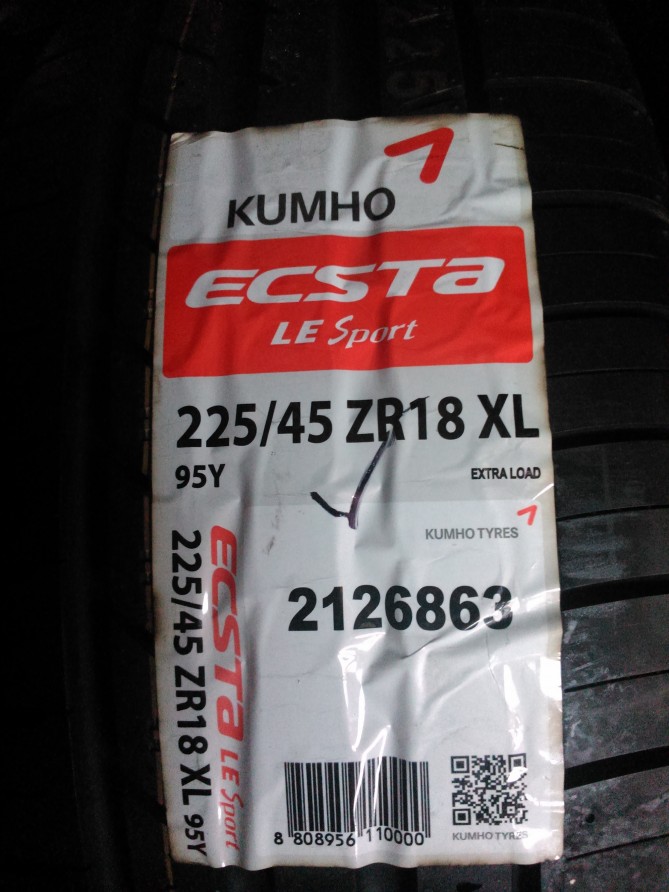 KUMHO
ECSTA
LE Sport
225/45 ZR18 XL
95Y EXTRA LOAD
KUMHO TYRES
2126863
ECSTA LE Sport
225/45 ZR18 XL 95Y
8 808956 110000
KUMHO TYRES